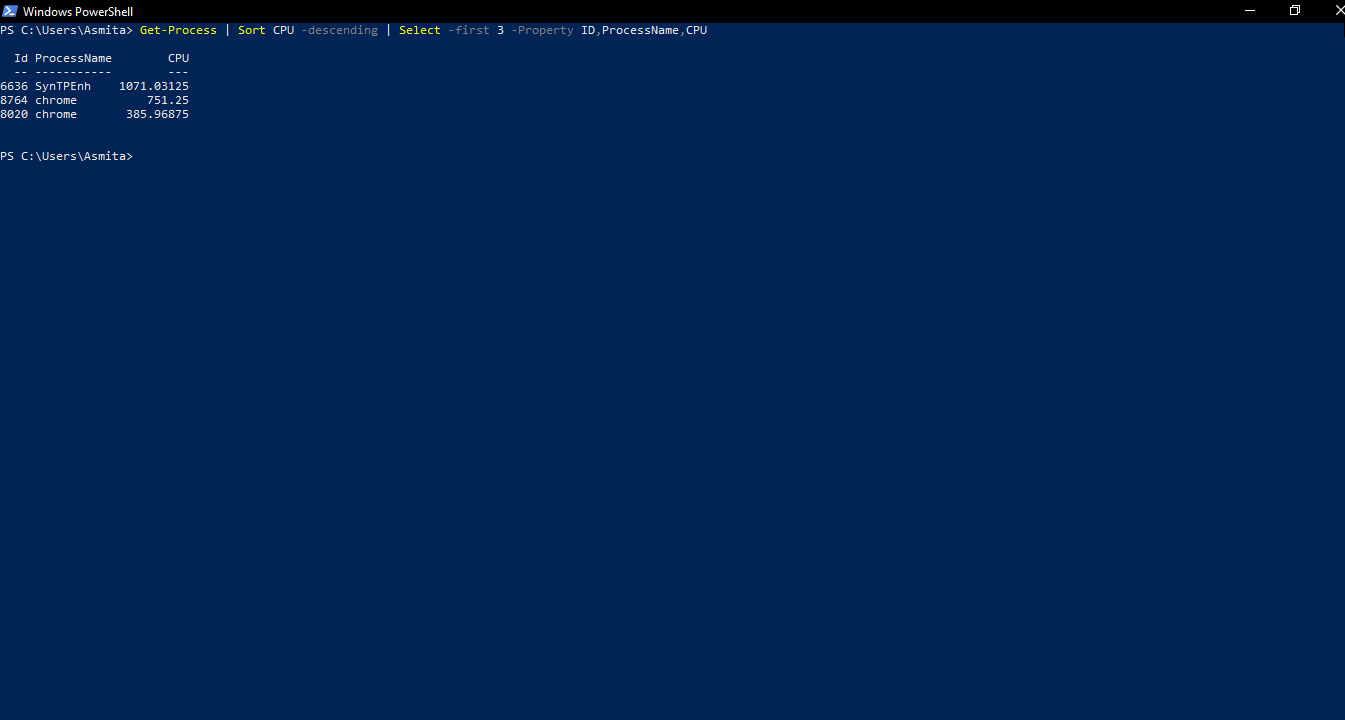 Windows PowerShell
PS C:\Users\Asmita> Get-Process | Sort CPU -descending | Select -first 3 -Property ID,ProcessName,CPU
Id ProcessName CPU
-- ----------- ---
6636 SynTPEnh 1071.03125
8764 chrome 751.25
8020 chrome 385.96875
PS C:\Users\Asmita>